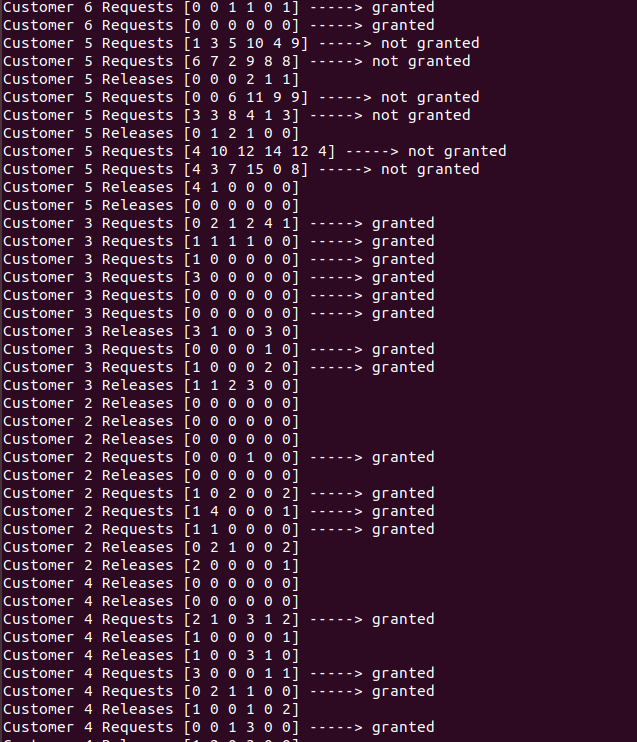 Customer 6 Requests [0 0 1 1 0 1] -----> granted
Customer 6 Requests [0 0 0 0 0 0] -----> granted
Customer 5 Requests [1 3 5 10 4 9] -----> not granted
Customer 5 Requests [6 7 2 9 8 8] -----> not granted
Customer 5 Releases [0 0 0 2 1 1]
Customer 5 Requests [0 0 6 11 9 9] -----> not granted
Customer 5 Requests [3 3 8 4 1 3] -----> not granted
Customer 5 Releases [0 1 2 1 0 0]
Customer 5 Requests [4 10 12 14 12 4] -----> not granted
Customer 5 Requests [4 3 7 15 0 8] -----> not granted
Customer 5 Releases [4 1 0 0 0 0]
Customer 5 Releases [0 0 0 0 0 0]
Customer 3 Requests [0 2 1 2 4 1] -----> granted
Customer 3 Requests [1 1 1 1 0 0] -----> granted
Customer 3 Requests [1 0 0 0 0 0] -----> granted
Customer 3 Requests [3 0 0 0 0 0] -----> granted
Customer 3 Requests [0 0 0 0 0 0] -----> granted
Customer 3 Requests [0 0 0 0 0 0] -----> granted
Customer 3 Releases [3 1 0 0 3 0]
Customer 3 Requests [0 0 0 0 1 0] -----> granted
Customer 3 Requests [1 0 0 0 2 0] -----> granted
Customer 3 Releases [1 1 2 3 0 0]
Customer 2 Releases [0 0 0 0 0 0]
Customer 2 Releases [0 0 0 0 0 0]
Customer 2 Releases [0 0 0 0 0 0]
Customer 2 Requests [0 0 0 1 0 0] -----> granted
Customer 2 Releases [0 0 0 0 0 0]
Customer 2 Requests [1 0 2 0 0 2] -----> granted
Customer 2 Requests [1 4 0 0 0 1] -----> granted
Customer 2 Requests [1 1 0 0 0 0] -----> granted
Customer 2 Releases [0 2 1 0 0 2]
Customer 2 Releases [2 0 0 0 0 1]
Customer 4 Releases [0 0 0 0 0 0]
Customer 4 Releases [0 0 0 0 0 0]
Customer 4 Requests [2 1 0 3 1 2] -----> granted
Customer 4 Releases [1 0 0 0 0 1]
Customer 4 Releases [1 0 0 3 1 0]
Customer 4 Requests [3 0 0 0 1 1] -----> granted
Customer 4 Requests [0 2 1 1 0 0] -----> granted
Customer 4 Releases [1 0 0 1 0 2]
Customer 4 Requests [0 0 1 3 0 0] -----> granted